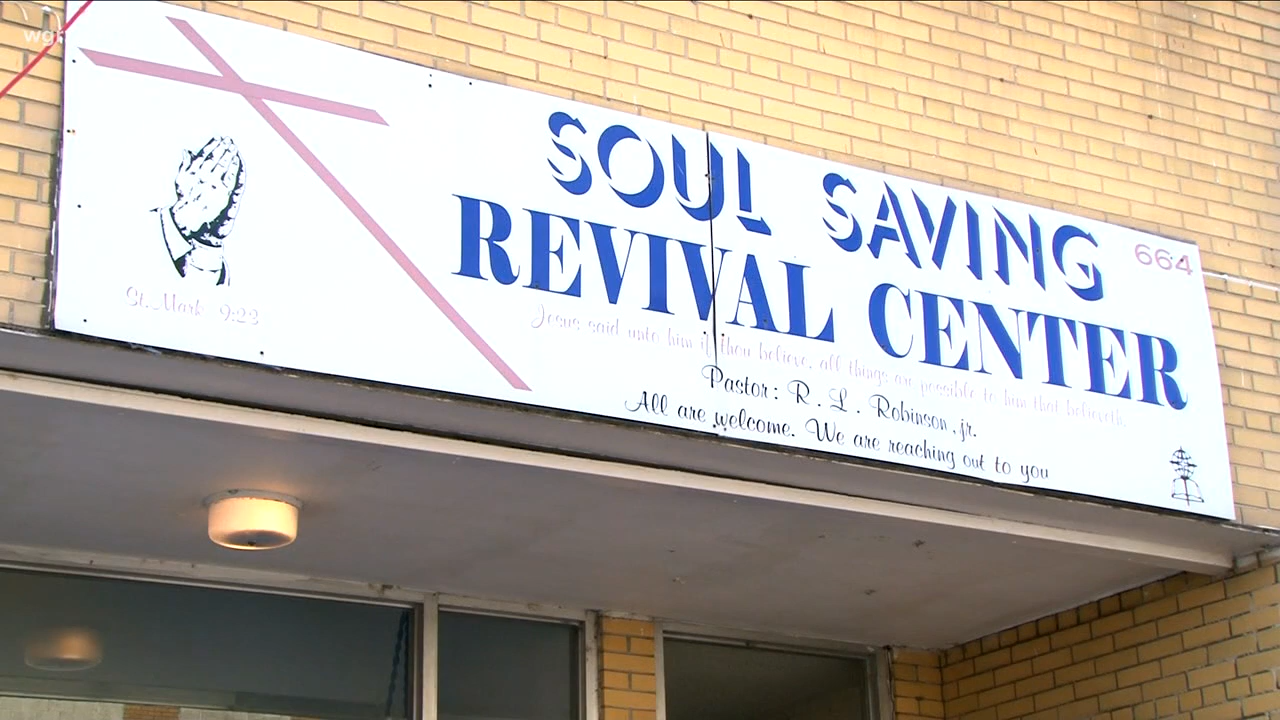 SOUL SAVING
664
REVIVAL CENTER
St. Mark 9:23
Jesus said unto him if thou believe, all things are possible to him that believeth.
Pastor: R. L. Robinson, jr.
All are welcome. We are reaching out to you